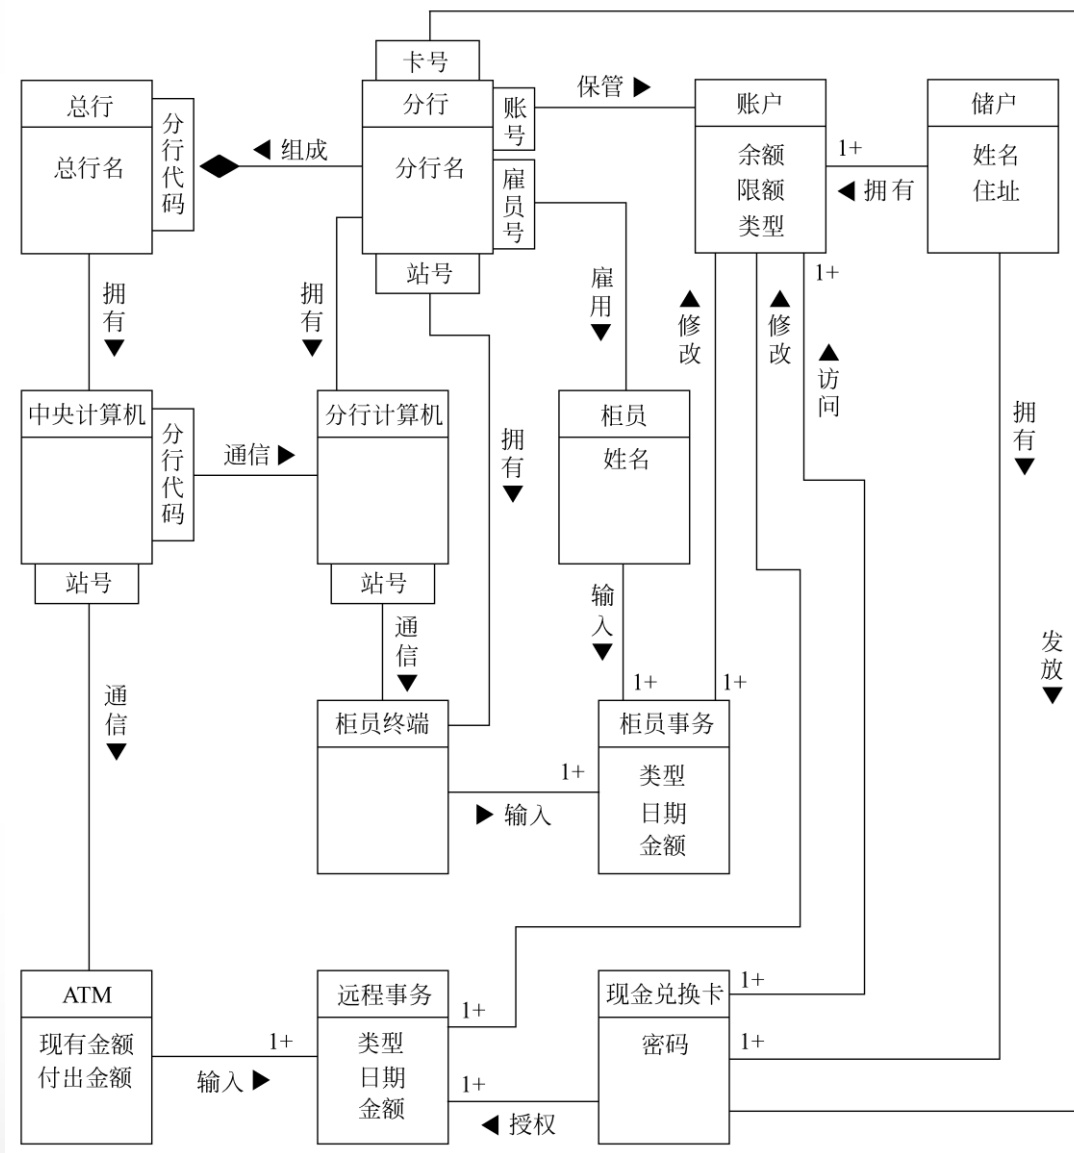 卡号
总行
分行代码
总行名
◀ 组成
分行
账号
分行名
雇员号
站号
保管 ▶
账户
余额
限额
类型
1+
◀ 拥有
储户
姓名
住址
拥有
▼
拥有
▼
雇用
▼
▲
修改
▲
修改
1+
▲
访问
中央计算机
分行代码
站号
通信 ▶
分行计算机
站号
拥有
▼
柜员
姓名
拥有
▼
通信
▼
输入
▼
1+
1+
发放
▼
通信
▼
柜员终端
1+
▶ 输入
柜员事务
类型
日期
金额
ATM
现有金额
付出金额
1+
输入 ▶
远程事务
类型
日期
金额
1+
1+
◀ 授权
现金兑换卡
密码
1+
1+